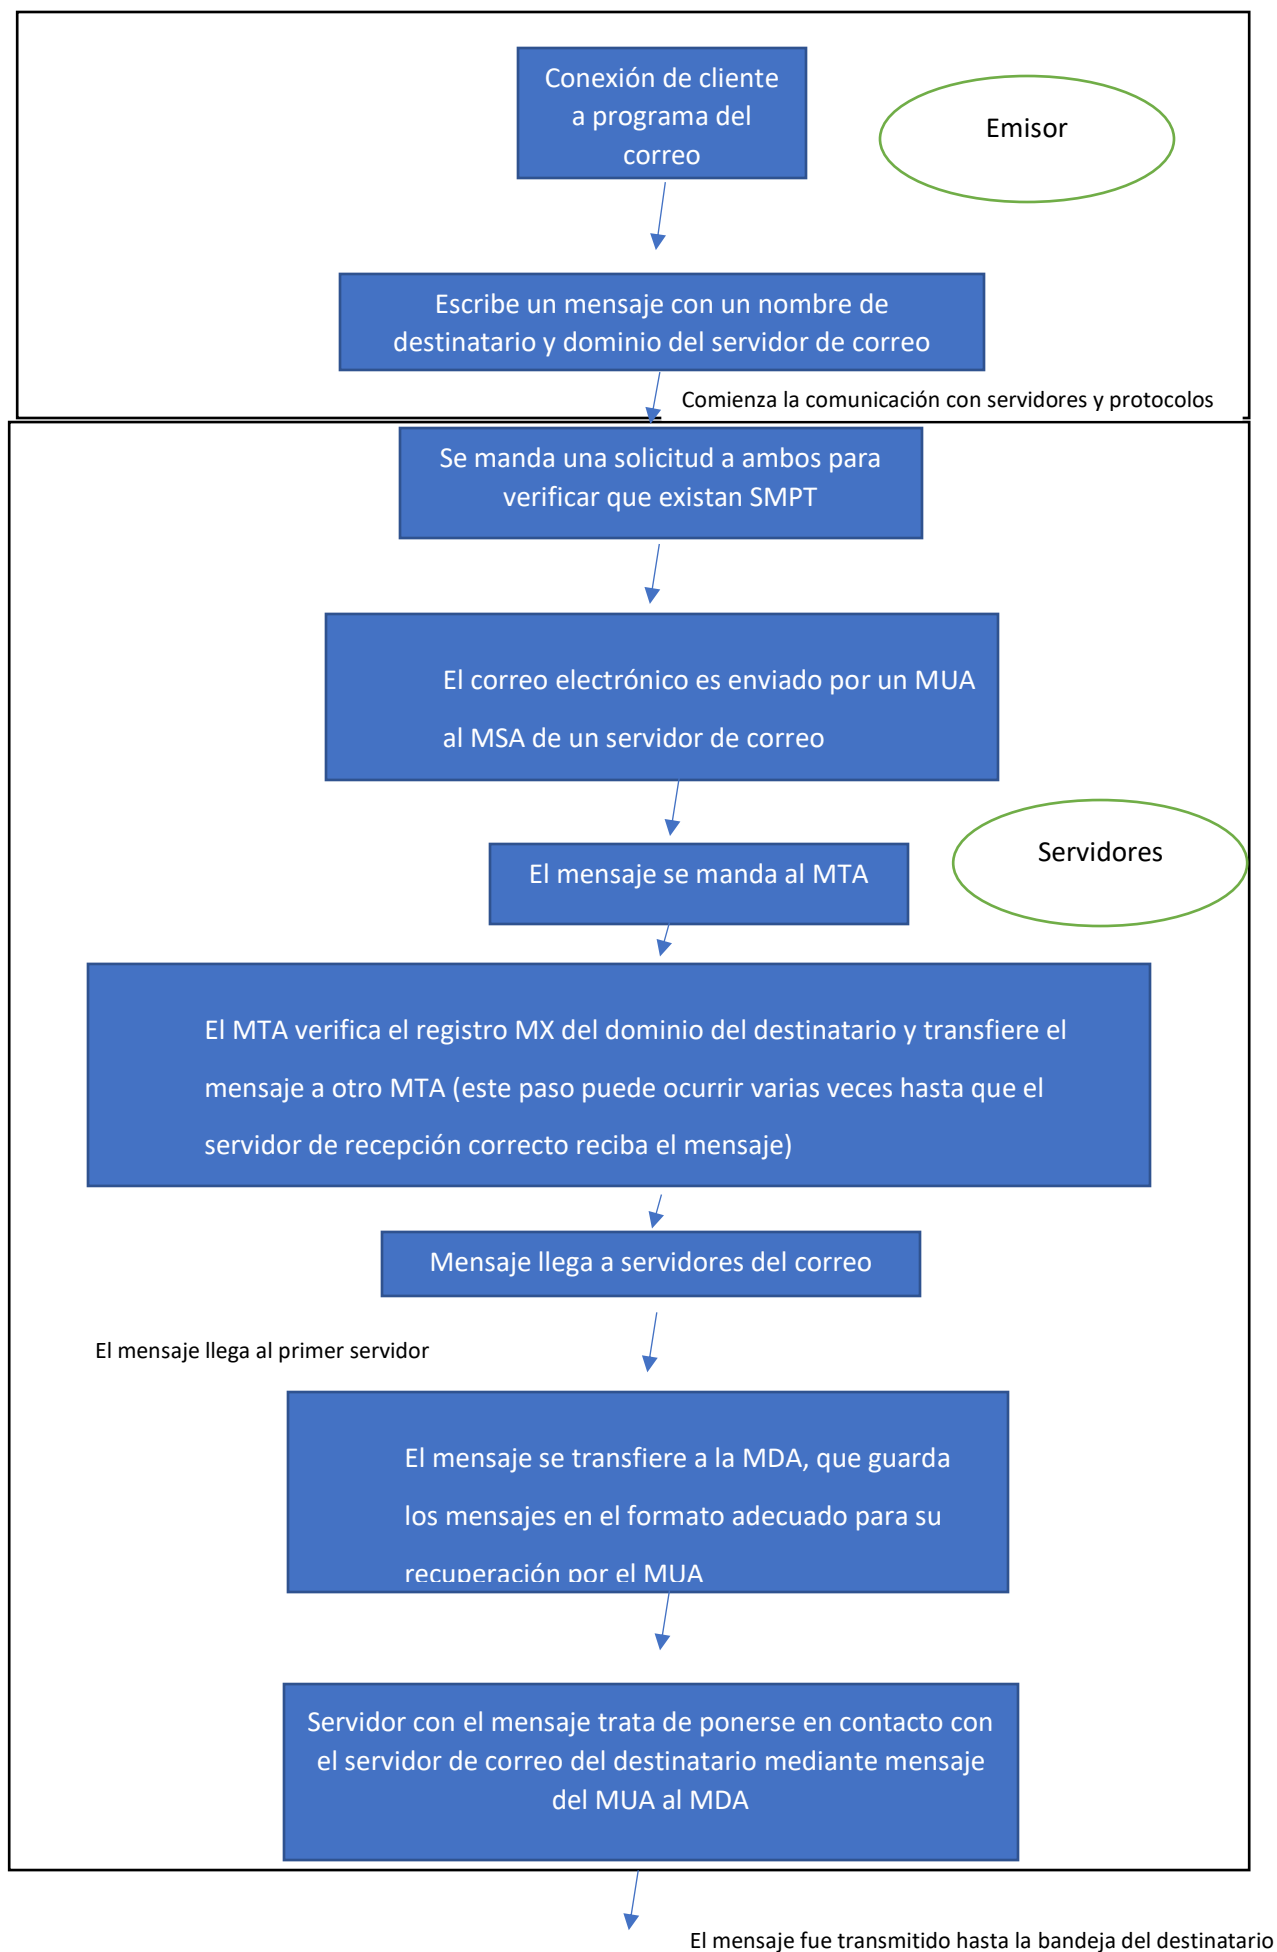 Conexión de cliente
a programa del
correo
Emisor
Escribe un mensaje con un nombre de
destinatario y dominio del servidor de correo
Comienza la comunicación con servidores y protocolos
Se manda una solicitud a ambos para
verificar que existan SMPT
El correo electrónico es enviado por un MUA
al MSA de un servidor de correo
El mensaje se manda al MTA
Servidores
El MTA verifica el registro MX del dominio del destinatario y transfiere el
mensaje a otro MTA (este paso puede ocurrir varias veces hasta que el
servidor de recepción correcto reciba el mensaje)
Mensaje llega a servidores del correo
El mensaje llega al primer servidor
El mensaje se transfiere a la MDA, que guarda
los mensajes en el formato adecuado para su
recuperación por el MUA
Servidor con el mensaje trata de ponerse en contacto con
el servidor de correo del destinatario mediante mensaje
del MUA al MDA
El mensaje fue transmitido hasta la bandeja del destinatario